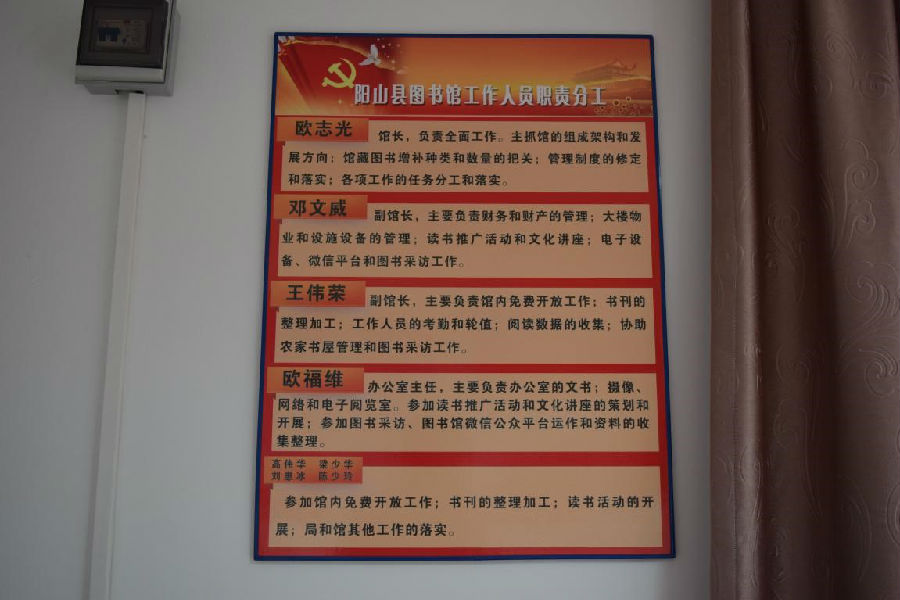 阳山县图书馆工作人员职责分工
欧志光 馆长，负责全面工作。主抓馆的组成架构和发
展方向；馆藏图书增补种类和数量的把关；管理制度的修定
和落实；各项工作的任务分工和落实。
邓文威 副馆长，主要负责财务和财产的管理；大楼物
业和设施设备的管理；读书推广活动和文化讲座；电子设
备、微信平台和图书采访工作。
王伟荣 副馆长，主要负责馆内免费开放工作；书刊的
整理加工；工作人员的考勤和轮值；阅读数据的收集；协助
农家书屋管理和图书采访工作。
欧福维 办公室主任，主要负责办公室的文书；摄像、
网络和电子阅览室。参加读书推广活动和文化讲座的策划和
开展；参加图书采访、图书馆微信公众平台运作和资料的收
集整理。
高伟华 梁少华
刘惠冰 陈少玲
参加馆内免费开放工作；书刊的整理加工；读书活动的开
展；局和馆其他工作的落实。